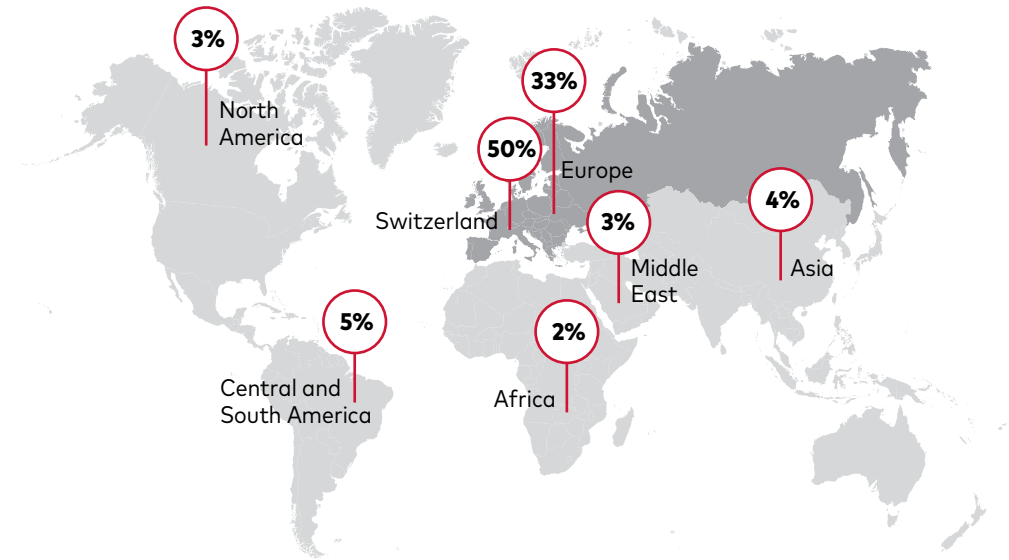 3%
North
America
33%
50%
Europe
Switzerland
4%
3%
Middle
East
Asia
5%
2%
Central and
South America
Africa